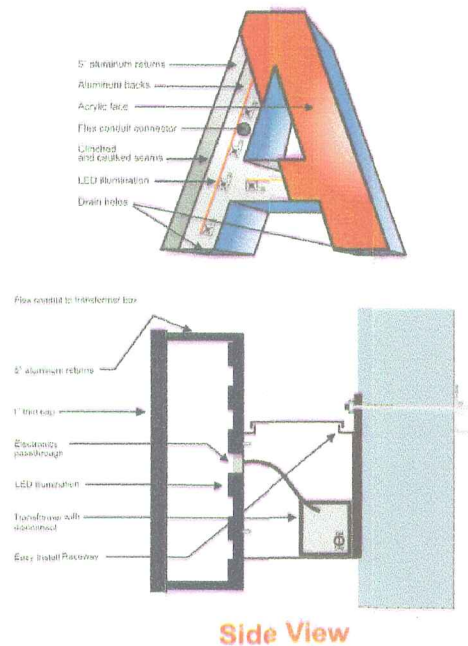 5" aluminum returns
Aluminum backs
Acrylic face
Flex conduit connector
Clinched
and caulked seams
LED illumination
Drain holes
Flex conduit to transformer box
5" aluminum returns
1" trim cap
Electronics
passthrough
LED illumination
Transformer with
disconnect
Easy Install Raceway
Side View